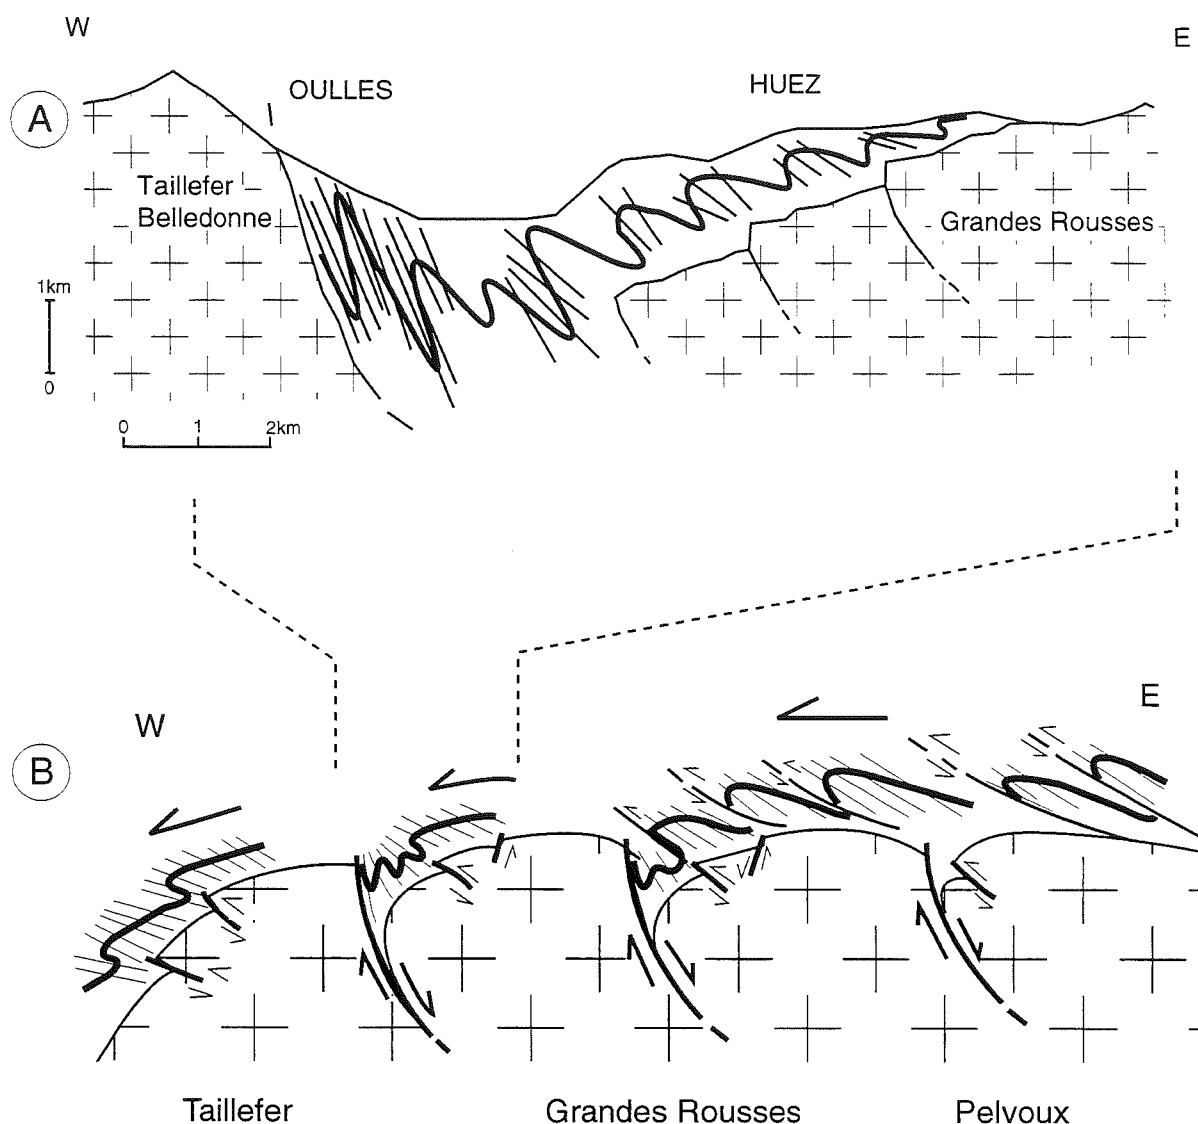 W
E
A
OULLES
HUEZ
Taillefer
Belledonne
Grandes Rousses
1km
0
0 1 2km
W
E
B
Taillefer
Grandes Rousses
Pelvoux